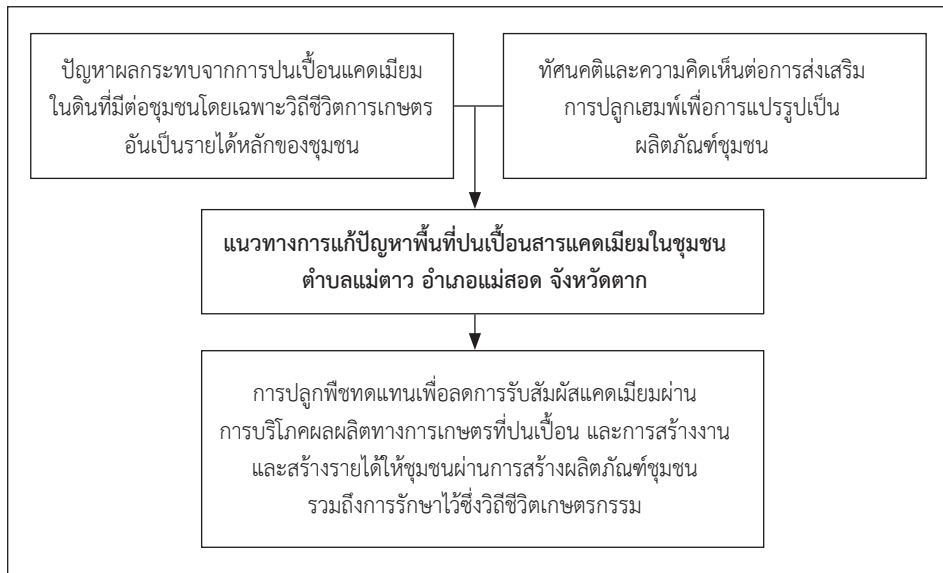 ปัญหาผลกระทบจากการปนเปื้อนแคดเมียม
ในดินที่มีต่อชุมชนโดยเฉพาะวิถีชีวิตการเกษตร
อันเป็นรายได้หลักของชุมชน
ทัศนคติและความคิดเห็นต่อการส่งเสริม
การปลูกเฮมพ์เพื่อการแปรรูปเป็น
ผลิตภัณฑ์ชุมชน
แนวทางการแก้ปัญหาพื้นที่ปนเปื้อนสารแคดเมียมในชุมชน
ตำบลแม่ตาว อำเภอแม่สอด จังหวัดตาก
การปลูกพืชทดแทนเพื่อลดการรับสัมผัสแคดเมียมผ่าน
การบริโภคผลผลิตทางการเกษตรที่ปนเปื้อน และการสร้างงาน
และสร้างรายได้ให้ชุมชนผ่านการสร้างผลิตภัณฑ์ชุมชน
รวมถึงการรักษาไว้ซึ่งวิถีชีวิตเกษตรกรรม